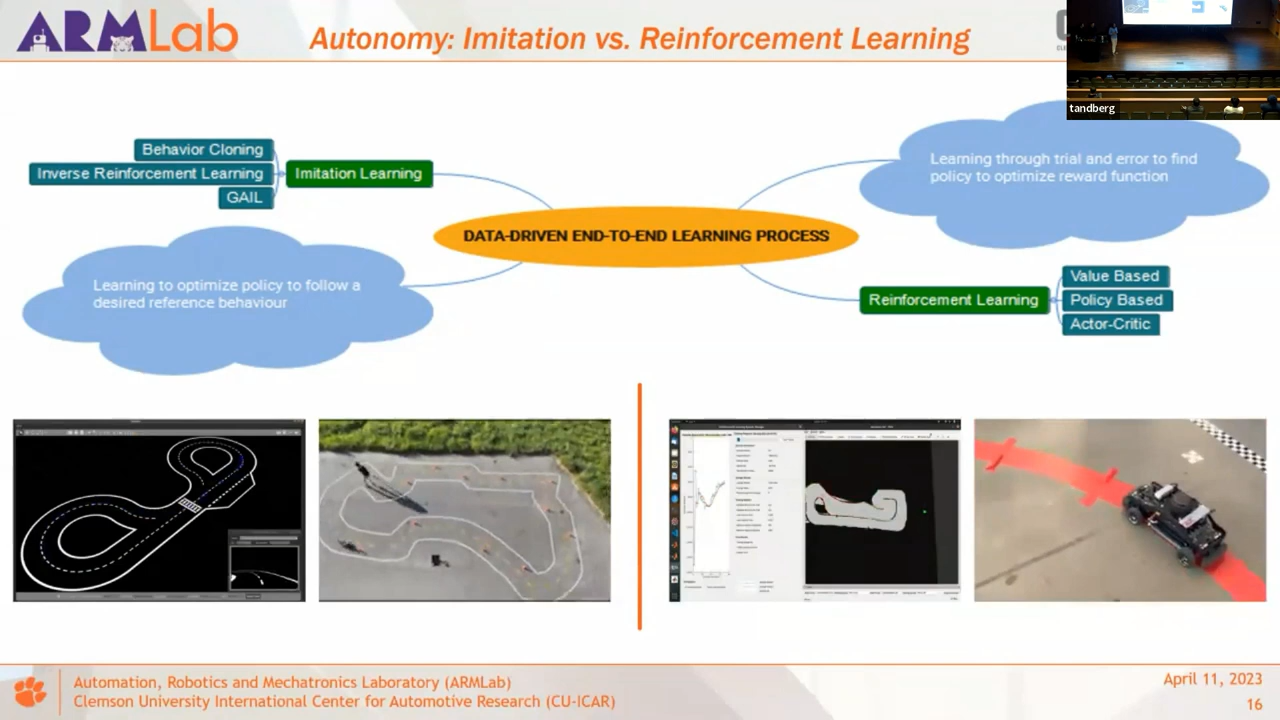 ARMLab
Autonomy: Imitation vs. Reinforcement Learning
tandberg
Behavior Cloning
Inverse Reinforcement Learning
GAIL
Imitation Learning
Learning to optimize policy to follow a
desired reference behaviour
DATA-DRIVEN END-TO-END LEARNING PROCESS
Learning through trial and error to find
policy to optimize reward function
Reinforcement Learning
Value Based
Policy Based
Actor-Critic
Automation, Robotics and Mechatronics Laboratory (ARMLab)
Clemson University International Center for Automotive Research (CU-ICAR)
April 11, 2023
16